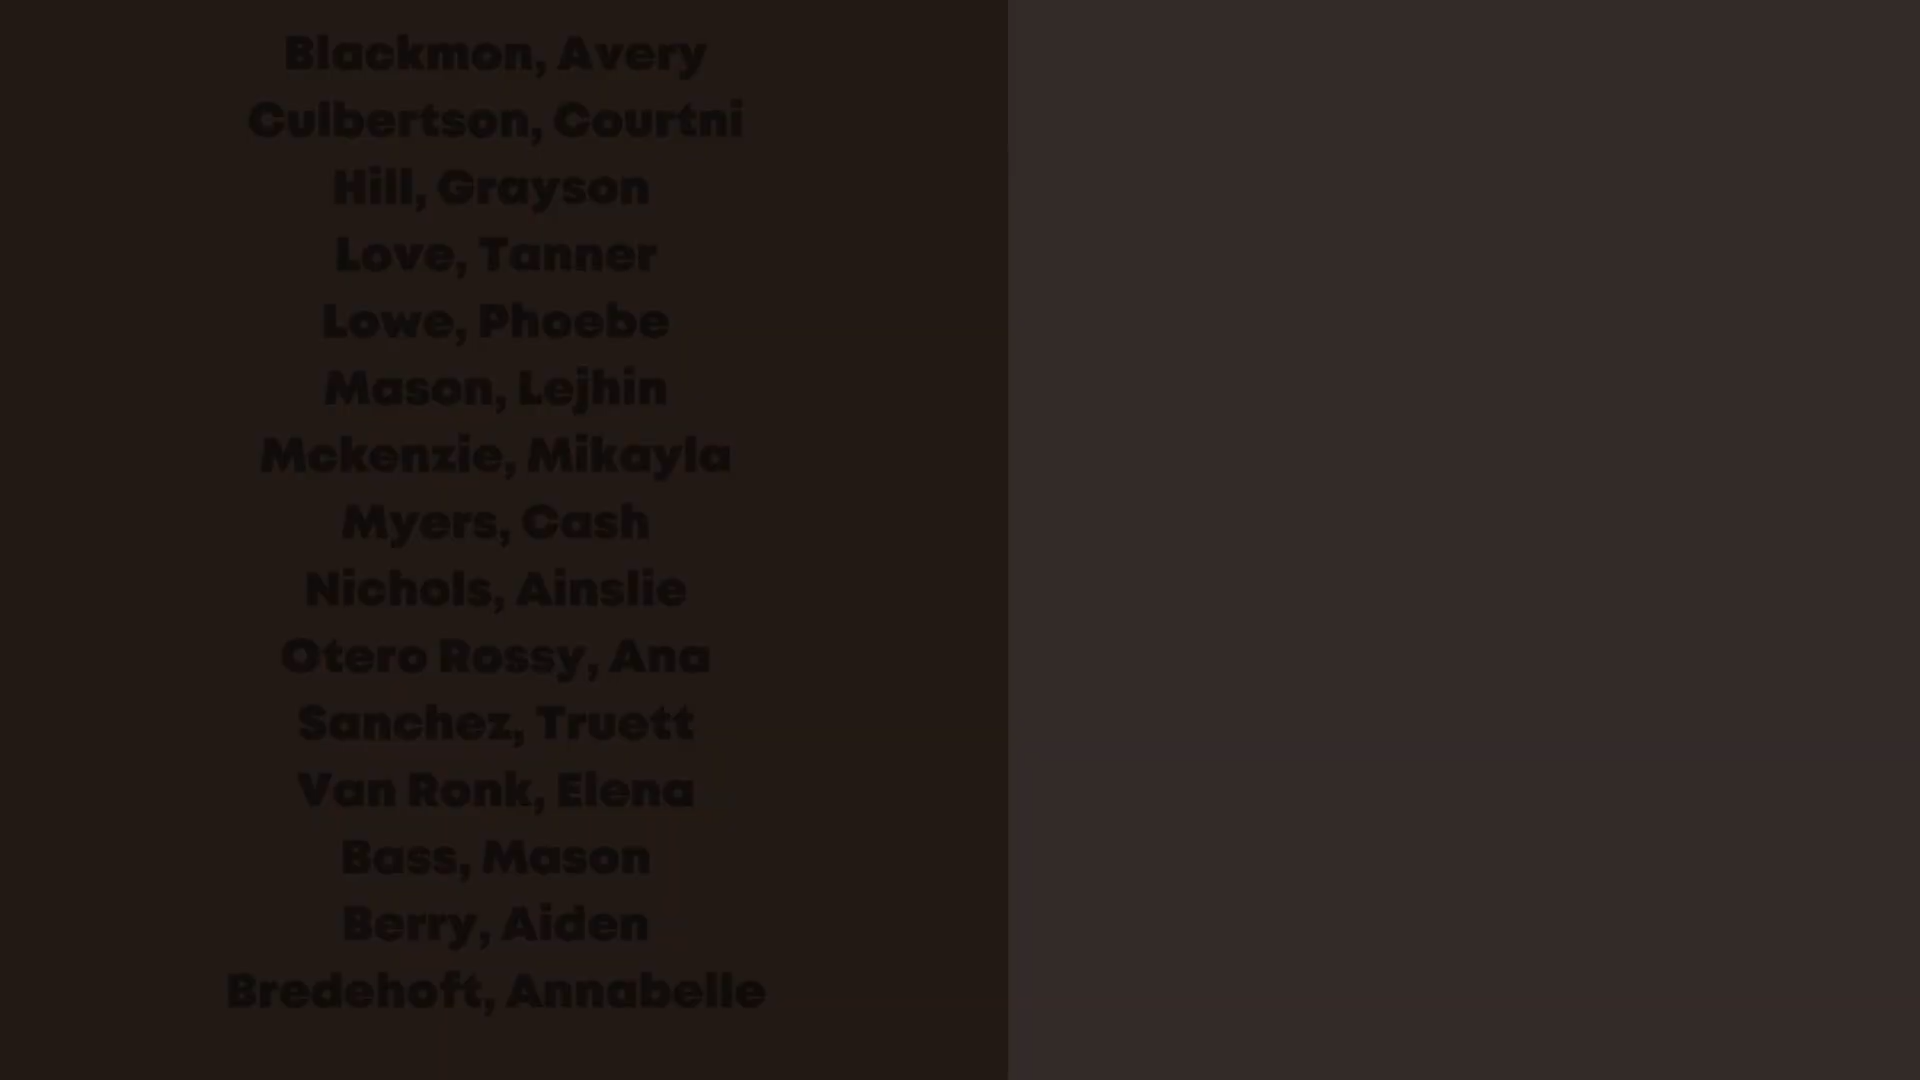 Blackmon, Avery
Culbertson, Courtni
Hill, Grayson
Love, Tanner
Lowe, Phoebe
Mason, Lejhin
Mckenzie, Mikayla
Myers, Cash
Nichols, Ainslie
Otero Rossy, Ana
Sanchez, Truett
Van Ronk, Elena
Bass, Mason
Berry, Aiden
Bredehoft, Annabelle